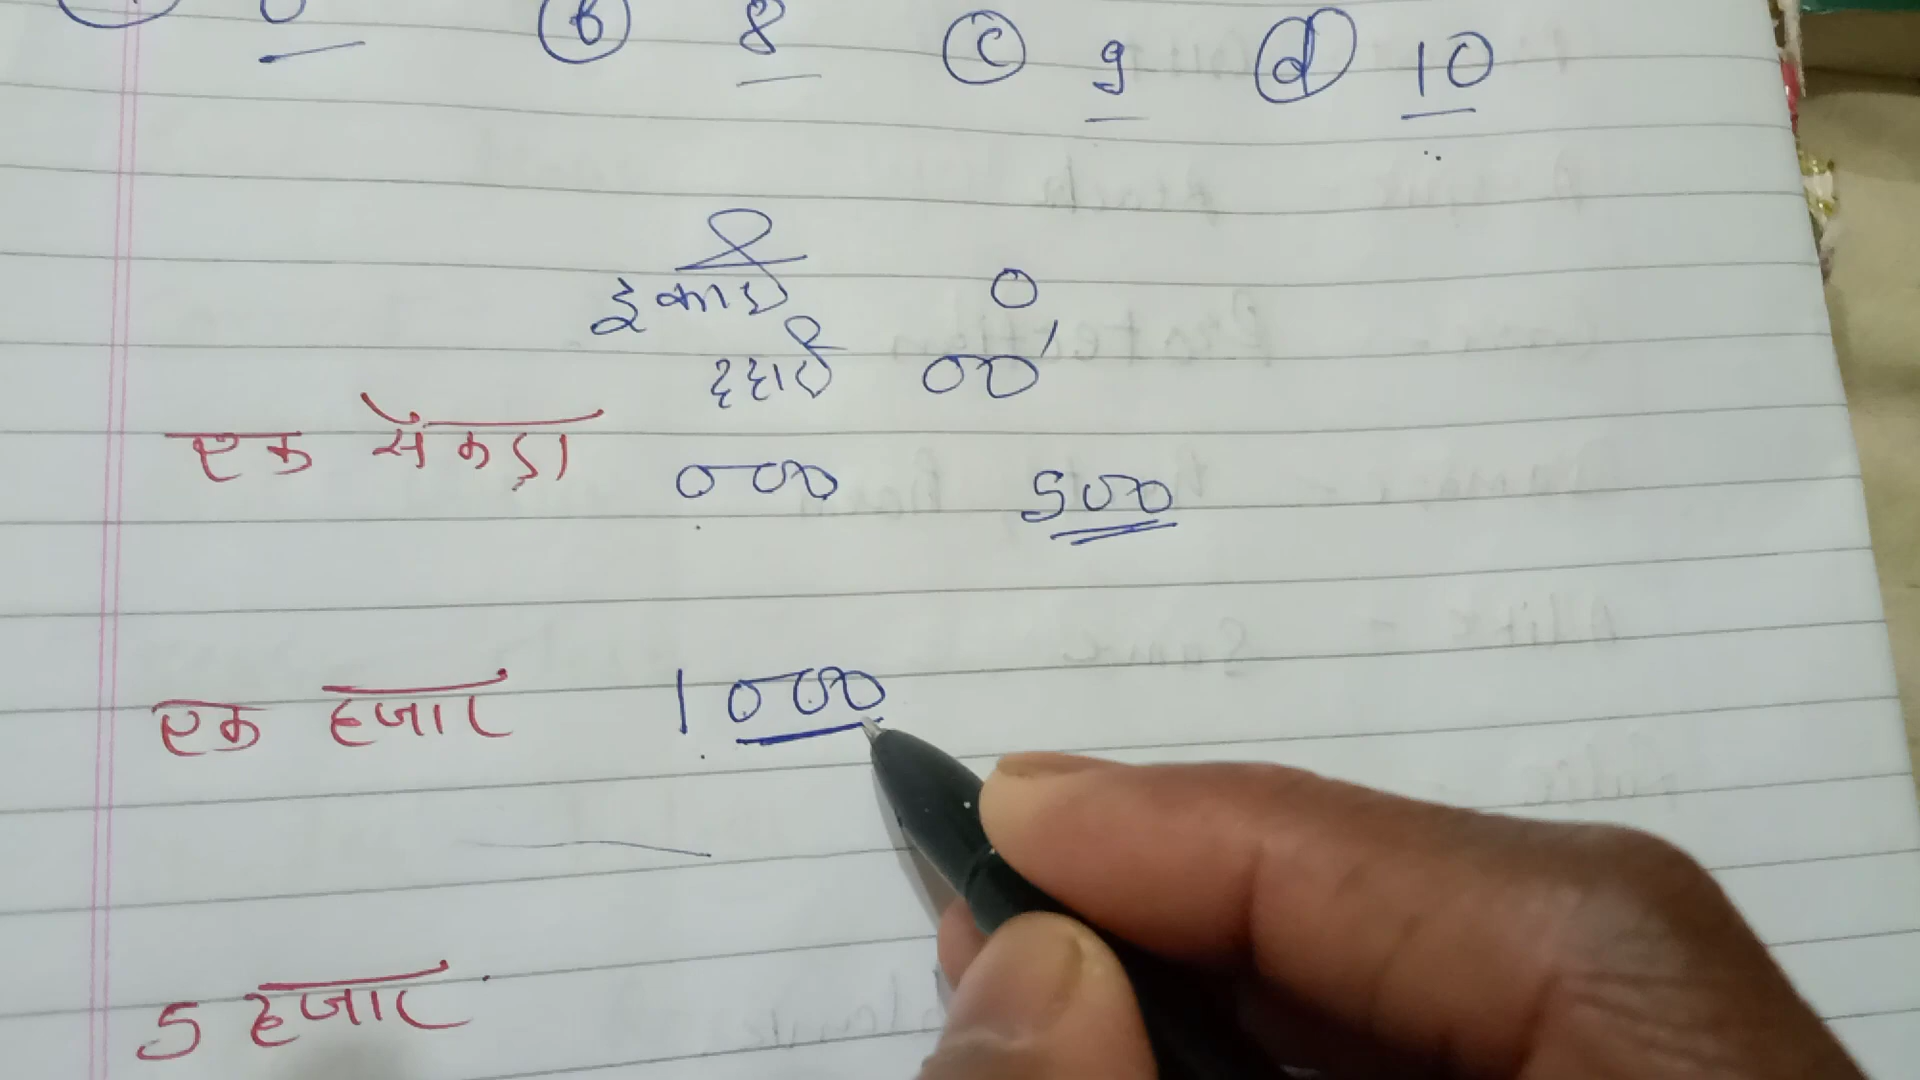 ⓑ 8 ⓒ 9 ⓓ 10
इकाई 0
दहाई 00
एक सैंकड़ा 000 500
एक हजार 1000
5 हजार